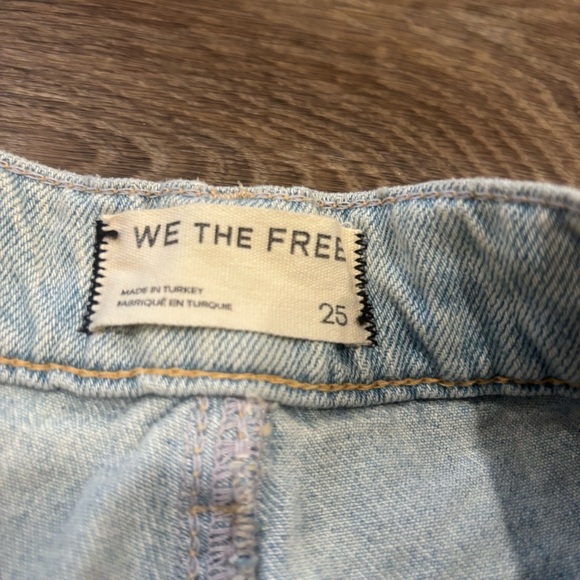 WE THE FREE
MADE IN TURKEY
FABRIQUÉ EN TURQUIE
25